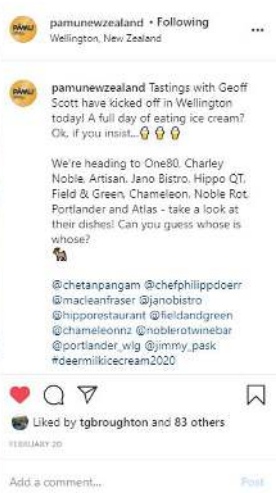 PĀMU
pamunewzealand • Following
Wellington, New Zealand
PĀMU
pamunewzealand Tastings with Geoff
Scott have kicked off in Wellington
today! A full day of eating ice cream?
Ok, if you insist...🍦🍦🍦
We're heading to One80, Charley
Noble, Artisan, Jano Bistro, Hippo QT,
Field & Green, Chameleon, Noble Rot,
Portlander and Atlas - take a look at
their dishes! Can you guess whose is
whose?
@chetanpangam @chefphilippdoerr
@macleanfraser @janobistro
@hipporestaurant @fieldandgreen
@chameleonnz @noblerotwinebar
@portlander_wlg @jimmy_pask
#deermilkicecream2020
Liked by tgbroughton and 83 others
FEBRUARY 20
Add a comment...
Post